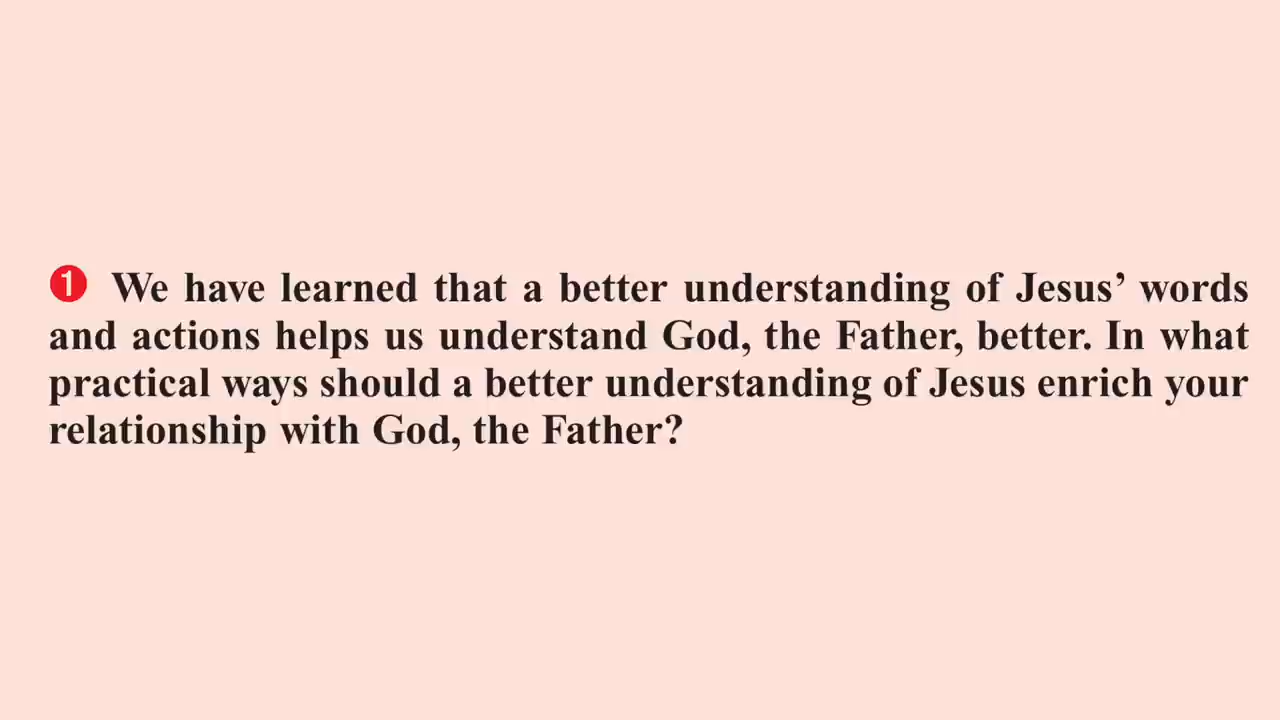 ❶ We have learned that a better understanding of Jesus’ words
and actions helps us understand God, the Father, better. In what
practical ways should a better understanding of Jesus enrich your
relationship with God, the Father?